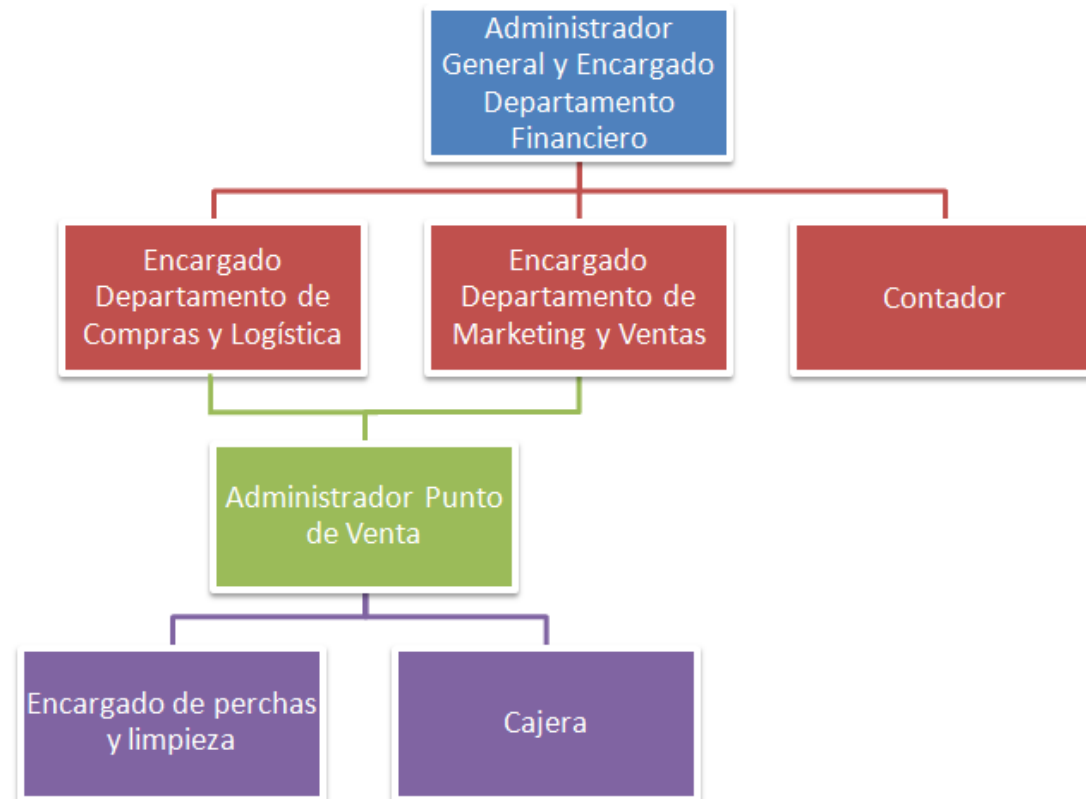 Administrador
General y Encargado
Departamento
Financiero
Encargado
Departamento de
Compras y Logística
Encargado
Departamento de
Marketing y Ventas
Contador
Administrador Punto
de Venta
Encargado de perchas
y limpieza
Cajera